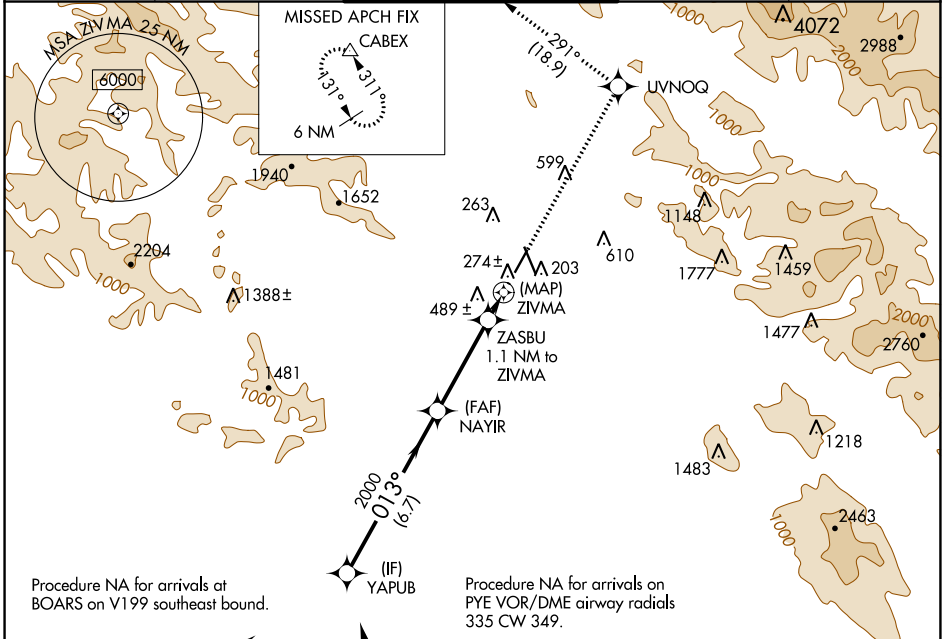 MSA ZIVMA 25 NM
6000
MISSED APCH FIX
CABEX
131°
311°
6 NM
291°
(18.9)
UVNOQ
1000
4072
2988
2000
1000
1000
599
1940
1652
263
1148
2204
1000
610
1777
1459
274±
203
(MAP)
ZIVMA
1388±
489±
ZASBU
1.1 NM to
ZIVMA
1477
2000
2760
1481
1000
(FAF)
NAYIR
1218
1483
2000
013°
(6.7)
2463
1000
(IF)
YAPUB
Procedure NA for arrivals at
BOARS on V199 southeast bound.
Procedure NA for arrivals on
PYE VOR/DME airway radials
335 CW 349.